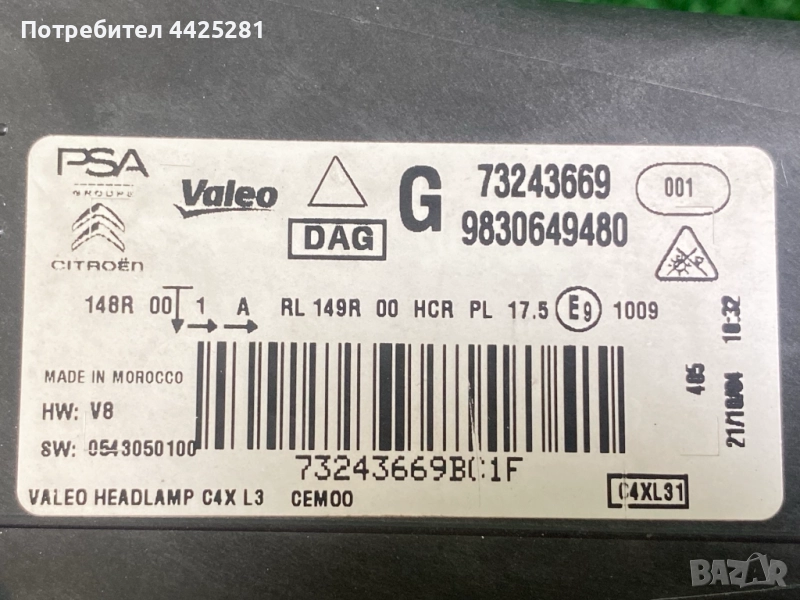 Потребител 4425281
PSA
GROUPE
CITROËN
Valeo
DAG
G
73243669
9830649480
001
148R 00 1 A RL 149R 00 HCR PL 17.5 E9 1009
MADE IN MOROCCO
HW: V8
SW: 0543050100
73243669BC1F
VALEO HEADLAMP C4X L3 CEM00
C4XL31
485
21/10/04 10:32
BAZAR